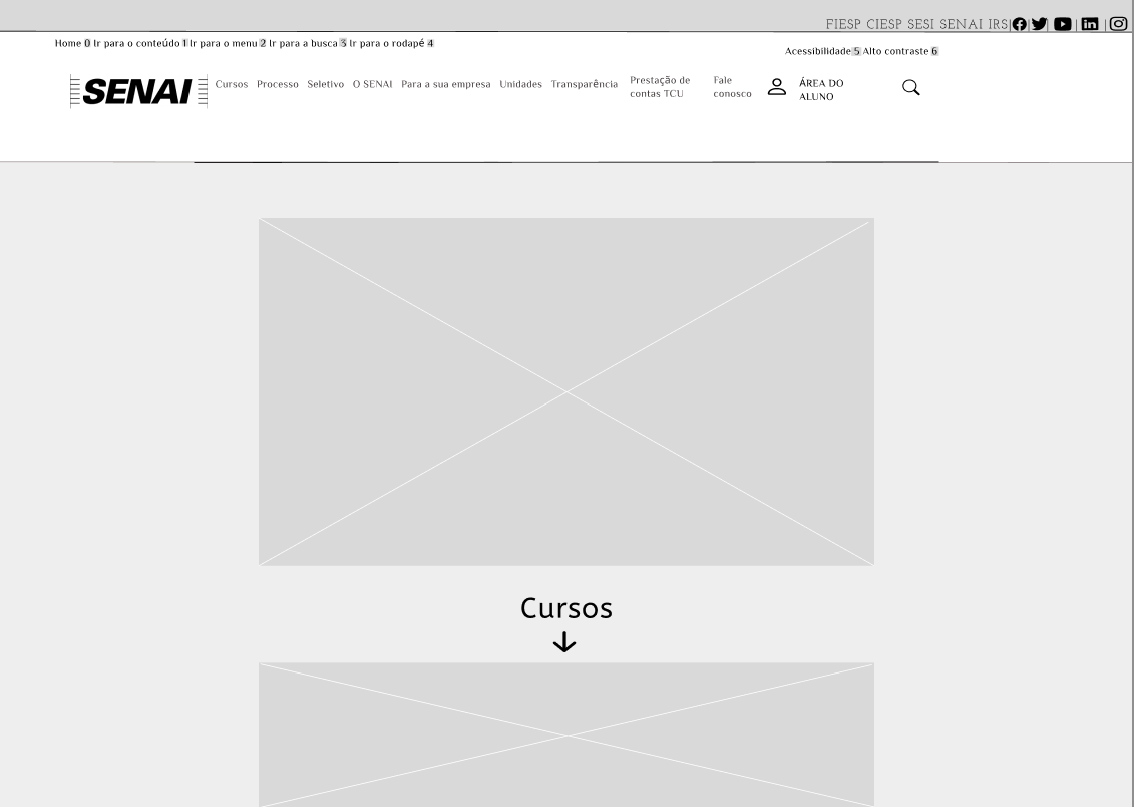 FIESP CIESP SESI SENAI IRS
Home 0 Ir para o conteúdo 1 Ir para o menu 2 Ir para a busca 3 Ir para o rodapé 4
Acessibilidade 5 Alto contraste 6
SENAI
Cursos Processo Seletivo O SENAI Para a sua empresa Unidades Transparência
Prestação de
contas TCU
Fale
conosco
ÁREA DO
ALUNO
Cursos